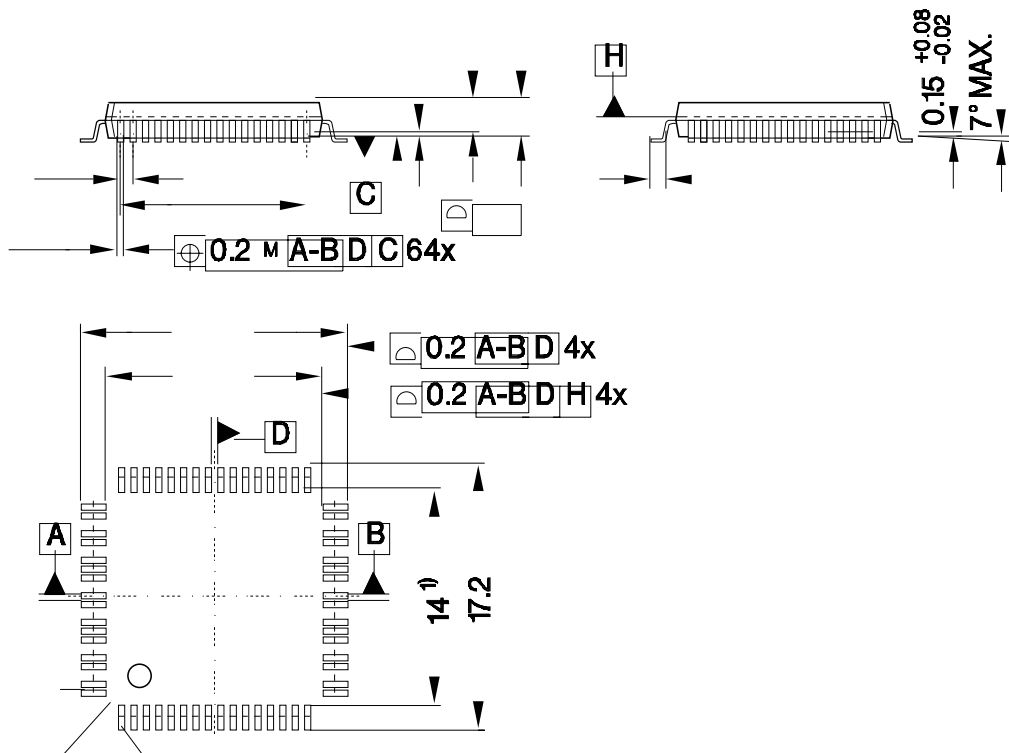 H
0.15 +0.08 -0.02
7° MAX.
C
0.2 M A-B D C 64x
0.2 A-B D 4x
0.2 A-B D H 4x
D
A
B
14 1)
17.2